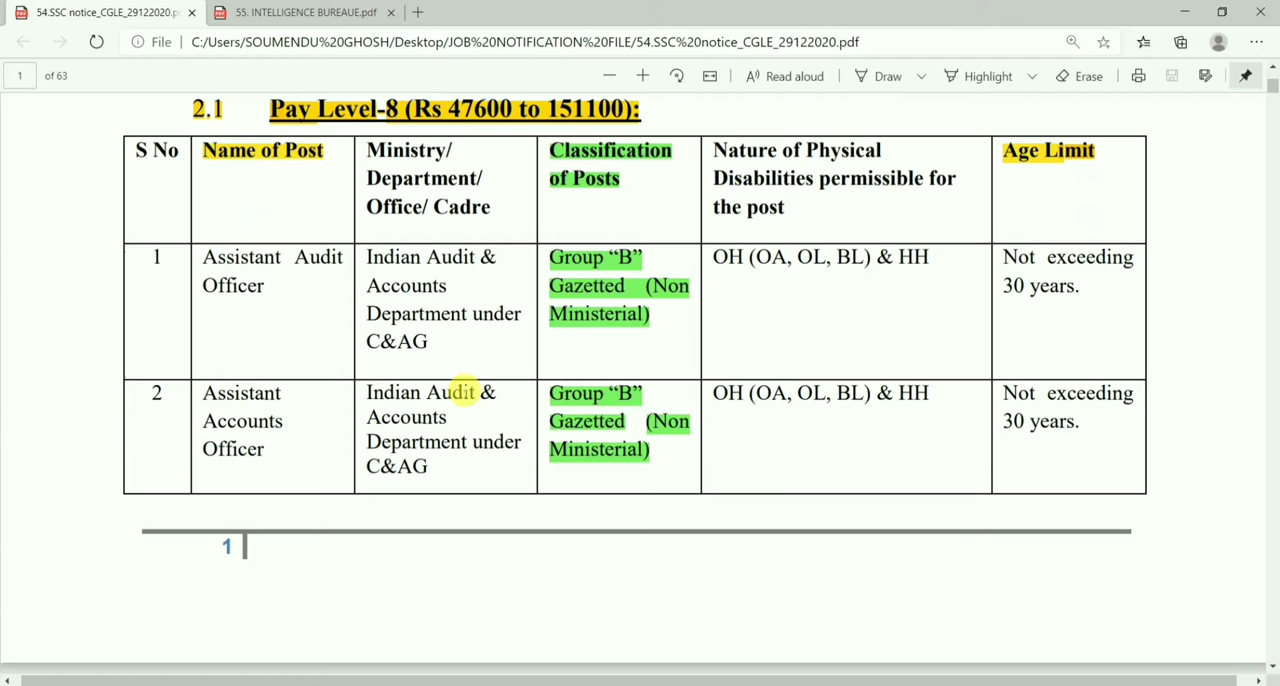 54.SSC notice_CGLE_29122020.p
55. INTELLIGENCE BUREAUE.pdf
File
C:/Users/SOUMENDU%20GHOSH/Desktop/JOB%20NOTIFICATION%20FILE/54.SSC%20notice_CGLE_29122020.pdf
1 of 63
Read aloud
Draw
Highlight
Erase
2.1 Pay Level-8 (Rs 47600 to 151100):
S No
Name of Post
Ministry/
Department/
Office/ Cadre
Classification
of Posts
Nature of Physical
Disabilities permissible for
the post
Age Limit
1
Assistant Audit
Officer
Indian Audit &
Accounts
Department under
C&AG
Group “B”
Gazetted (Non
Ministerial)
OH (OA, OL, BL) & HH
Not exceeding
30 years.
2
Assistant
Accounts
Officer
Indian Audit &
Accounts
Department under
C&AG
Group “B”
Gazetted (Non
Ministerial)
OH (OA, OL, BL) & HH
Not exceeding
30 years.
1